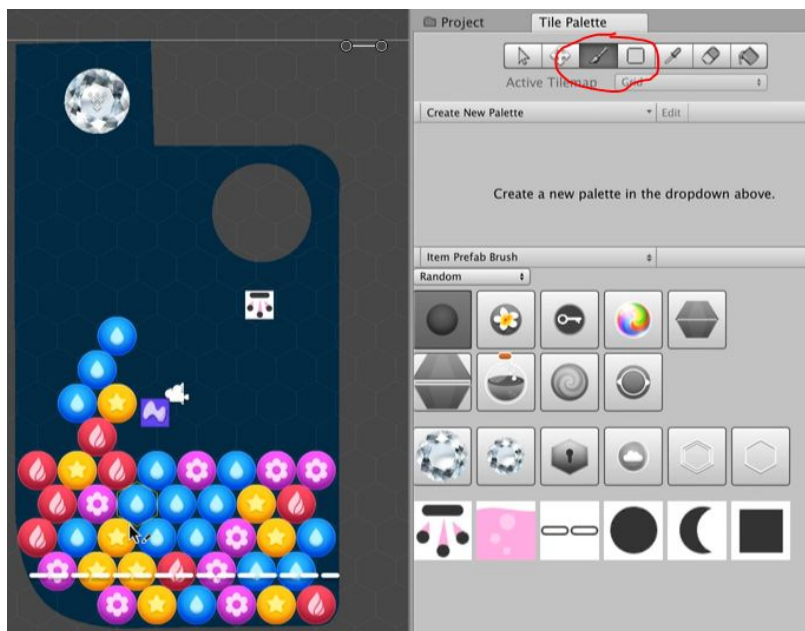 Project
Tile Palette
Active Tilemap
Grid
Create New Palette
Edit
Create a new palette in the dropdown above.
Item Prefab Brush
Random